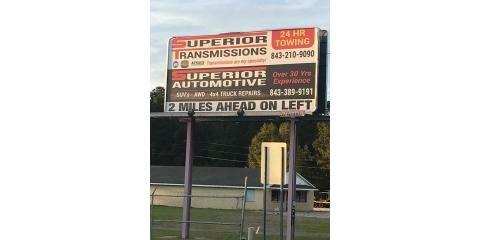 SUPERIOR
TRANSMISSIONS
Transmissions are my specialty!
24 HR
TOWING
843-210-9090
SUPERIOR
AUTOMOTIVE
SUV's - AWD - 4x4 TRUCK REPAIRS
Over 30 Yrs
Experience
843-389-9191
2 MILES AHEAD ON LEFT